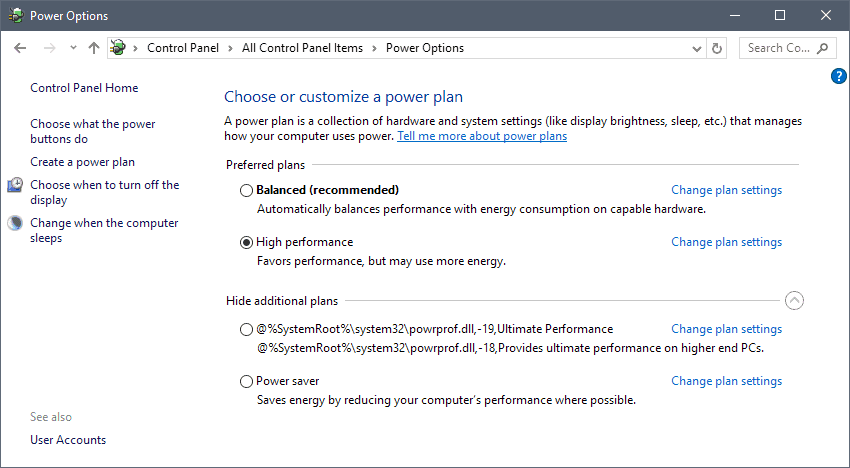 Power Options
Control Panel > All Control Panel Items > Power Options
Search Co...
Control Panel Home
Choose what the power
buttons do
Create a power plan
Choose when to turn off the
display
Change when the computer
sleeps
See also
User Accounts
?
Choose or customize a power plan
A power plan is a collection of hardware and system settings (like display brightness, sleep, etc.) that manages
how your computer uses power. Tell me more about power plans
Preferred plans
Balanced (recommended) Change plan settings
Automatically balances performance with energy consumption on capable hardware.
High performance Change plan settings
Favors performance, but may use more energy.
Hide additional plans
@%SystemRoot%\system32\powrprof.dll,-19,Ultimate Performance Change plan settings
@%SystemRoot%\system32\powrprof.dll,-18,Provides ultimate performance on higher end PCs.
Power saver Change plan settings
Saves energy by reducing your computer's performance where possible.